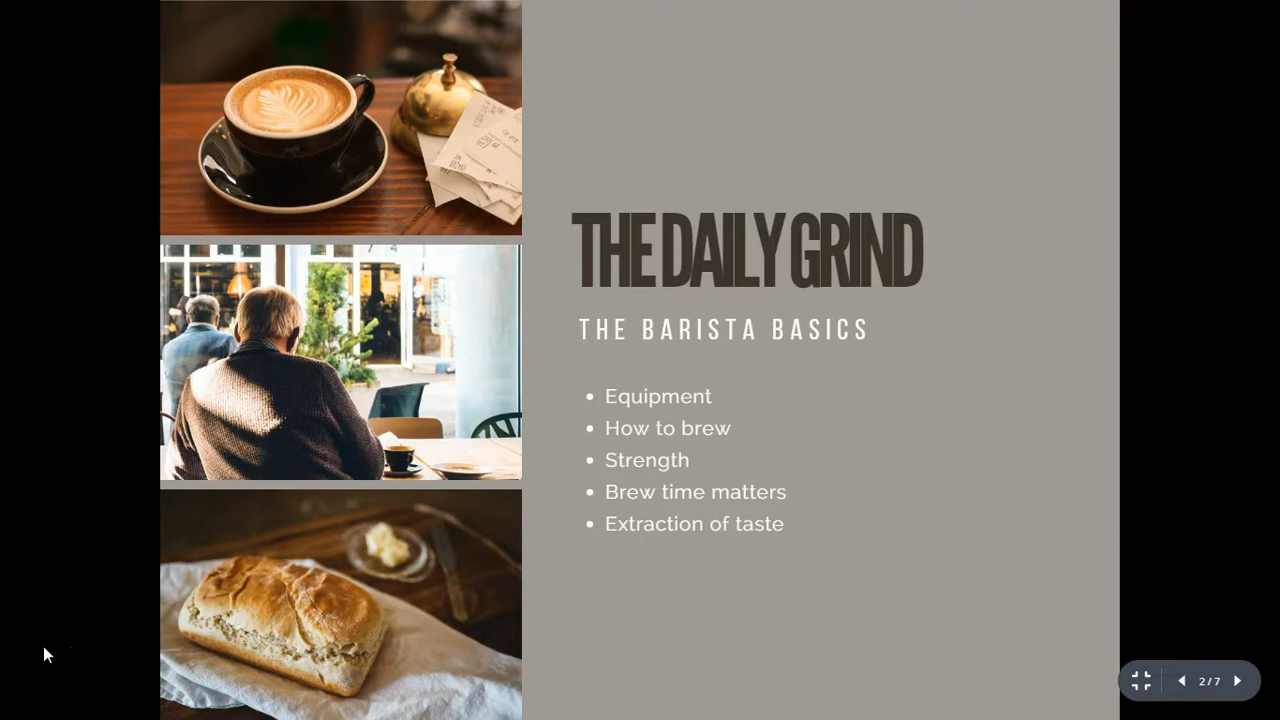 THE DAILY GRIND
THE BARISTA BASICS
• Equipment
• How to brew
• Strength
• Brew time matters
• Extraction of taste
2/7